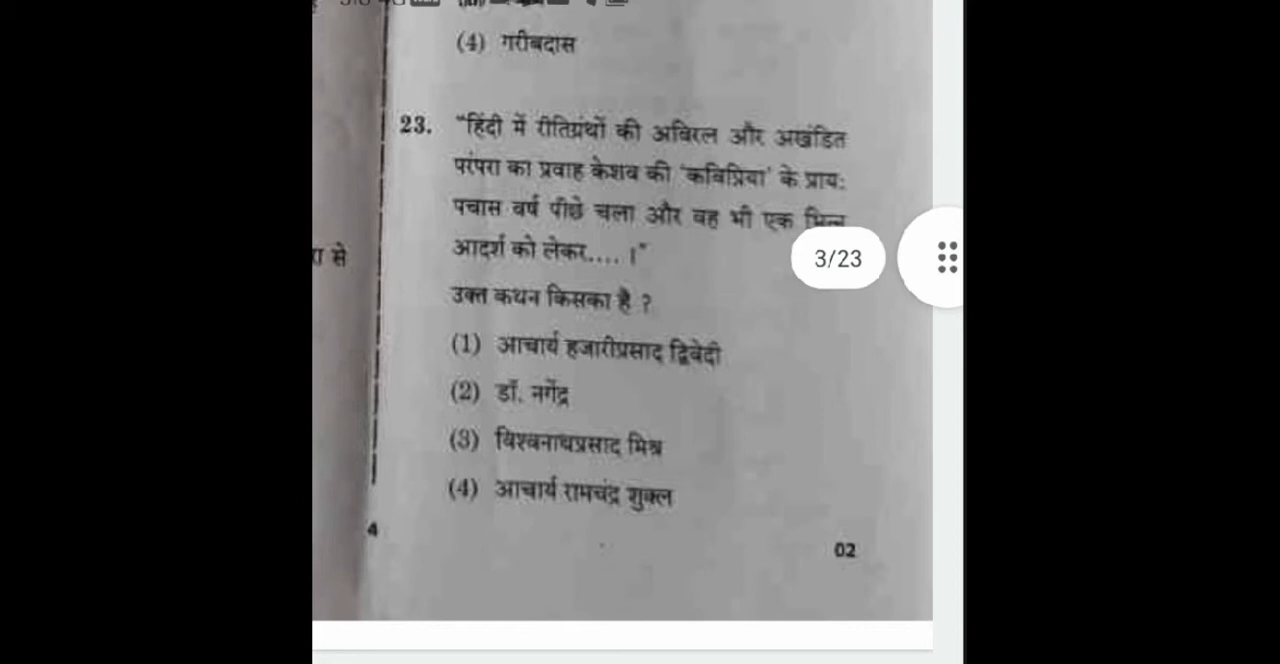 (4) गरीबदास
23. "हिंदी में रीतिग्रंथों की अविरल और अखंडित
परंपरा का प्रवाह केशव की 'कविप्रिया' के प्राय:
पचास वर्ष पीछे चला और वह भी एक भिन्न
आदर्श को लेकर.... ।"
रा से
3/23
उक्त कथन किसका है ?
(1) आचार्य हजारीप्रसाद द्विवेदी
(2) डॉ. नगेंद्र
(3) विश्वनाथप्रसाद मिश्र
(4) आचार्य रामचंद्र शुक्ल
4
02